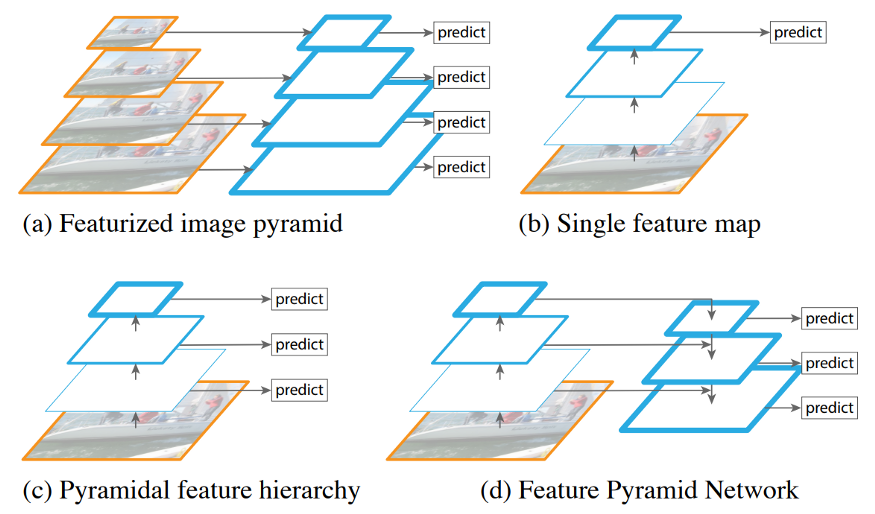 predict
predict
predict
predict
(a) Featurized image pyramid
predict
(b) Single feature map
predict
predict
predict
(c) Pyramidal feature hierarchy
predict
predict
predict
(d) Feature Pyramid Network